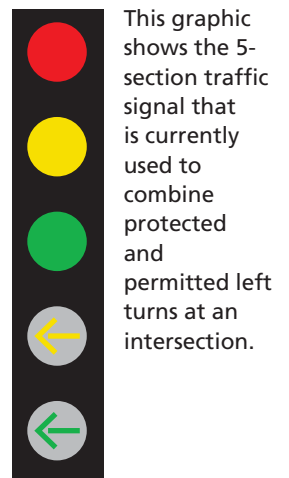 This graphic
shows the 5-
section traffic
signal that
is currently
used to
combine
protected
and
permitted left
turns at an
intersection.